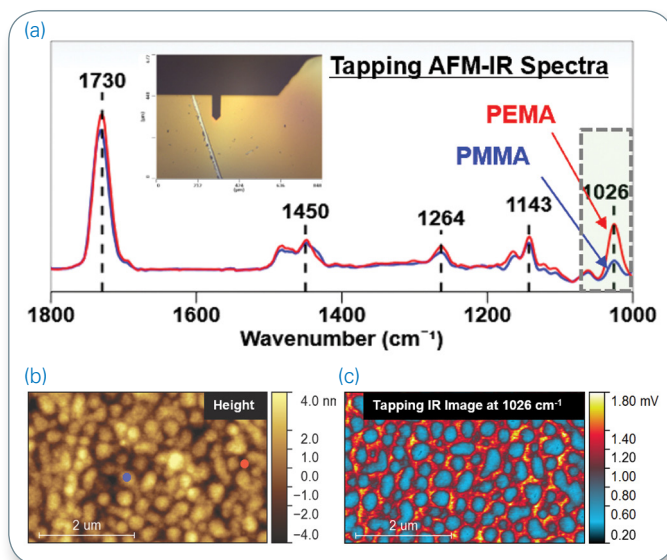 (a)
Tapping AFM-IR Spectra
1730
PEMA
PMMA
1026
1143
1450
1264
(µm)
1800 1600 1400 1200 1000
Wavenumber (cm⁻¹)
(b)
Height
4.0 nm
2.0
1.0
0.0
−1.0
−2.0
−4.0
2 um
(c)
Tapping IR Image at 1026 cm⁻¹
1.80 mV
1.40
1.20
1.00
0.80
0.60
0.20
2 um